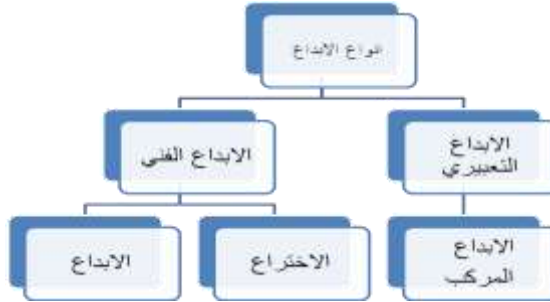 انواع الابداع
الابداع
التعبيري
الابداع الفني
الابداع
المركب
الاختراع
الابداع